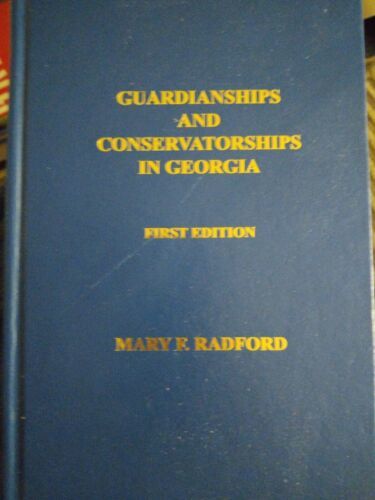 GUARDIANSHIPS
AND
CONSERVATORSHIPS
IN GEORGIA
FIRST EDITION
MARY F. RADFORD